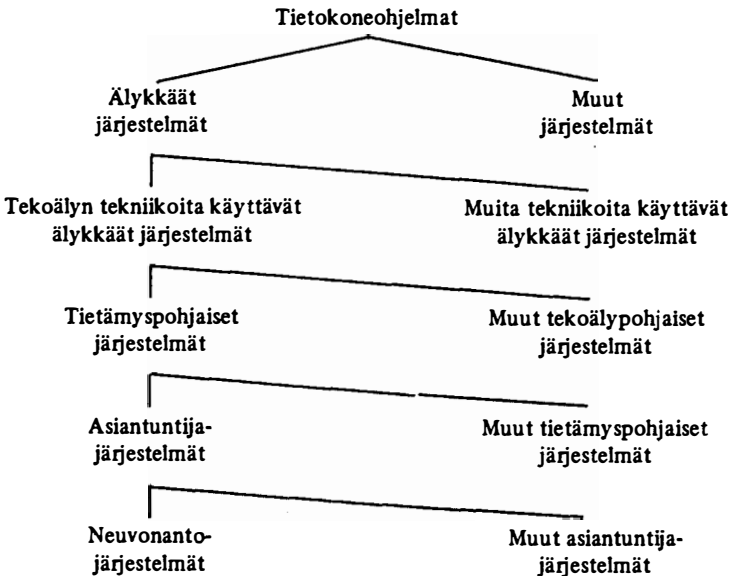 Tietokoneohjelmat
Älykkäät
järjestelmät
Muut
järjestelmät
Tekoälyn tekniikoita käyttävät
älykkäät järjestelmät
Muita tekniikoita käyttävät
älykkäät järjestelmät
Tietämyspohjaiset
järjestelmät
Muut tekoälypohjaiset
järjestelmät
Asiantuntija-
järjestelmät
Muut tietämyspohjaiset
järjestelmät
Neuvonanto-
järjestelmät
Muut asiantuntija-
järjestelmät